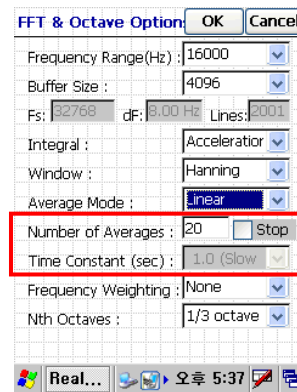 FFT & Octave Option: OK Cance
Frequency Range(Hz) : 16000
Buffer Size : 4096
Fs: 32768 dF: 8.00 Hz Lines: 2001
Integral : Acceleratior
Window : Hanning
Average Mode : Linear
Number of Averages : 20 Stop
Time Constant (sec) : 1.0 (Slow
Frequency Weighting : None
Nth Octaves : 1/3 octave
Real... 오후 5:37